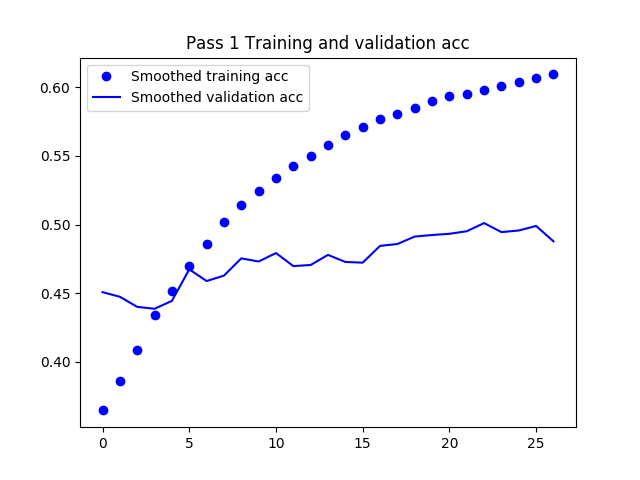 Pass 1 Training and validation acc
Smoothed training acc
Smoothed validation acc
0.60
0.55
0.50
0.45
0.40
0 5 10 15 20 25